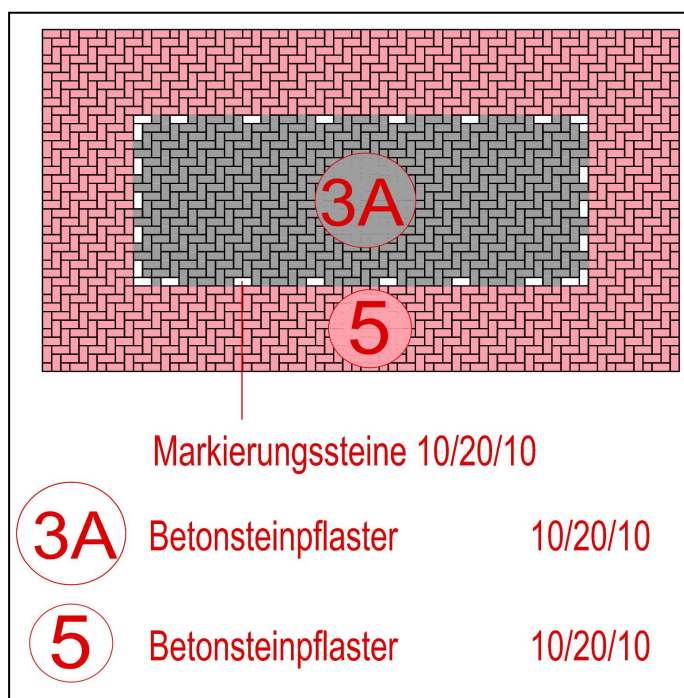 3A
5
Markierungssteine 10/20/10
3A Betonsteinpflaster 10/20/10
5 Betonsteinpflaster 10/20/10